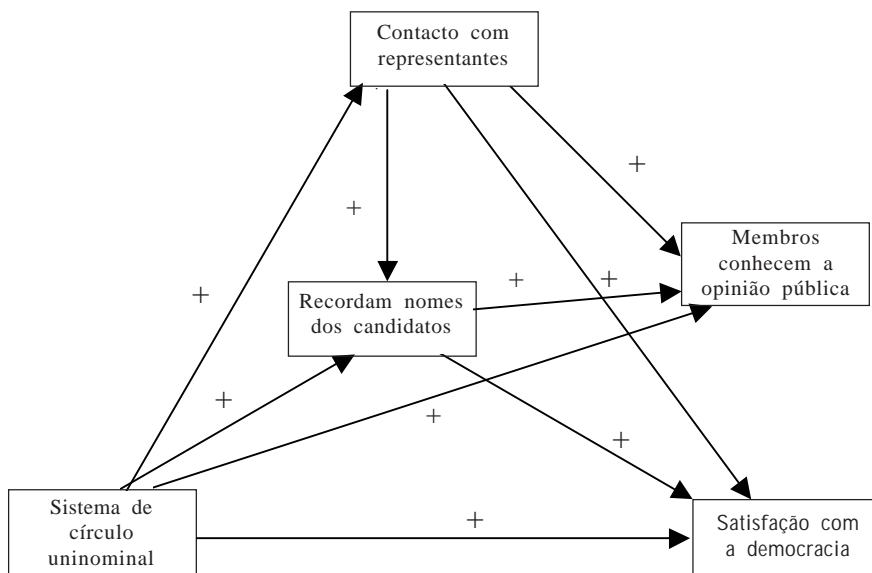 Contacto com
representantes
+
+
Membros
conhecem a
opinião pública
+
+
+
Recordam nomes
dos candidatos
+
+
+
Sistema de
círculo
uninominal
+
Satisfação com
a democracia